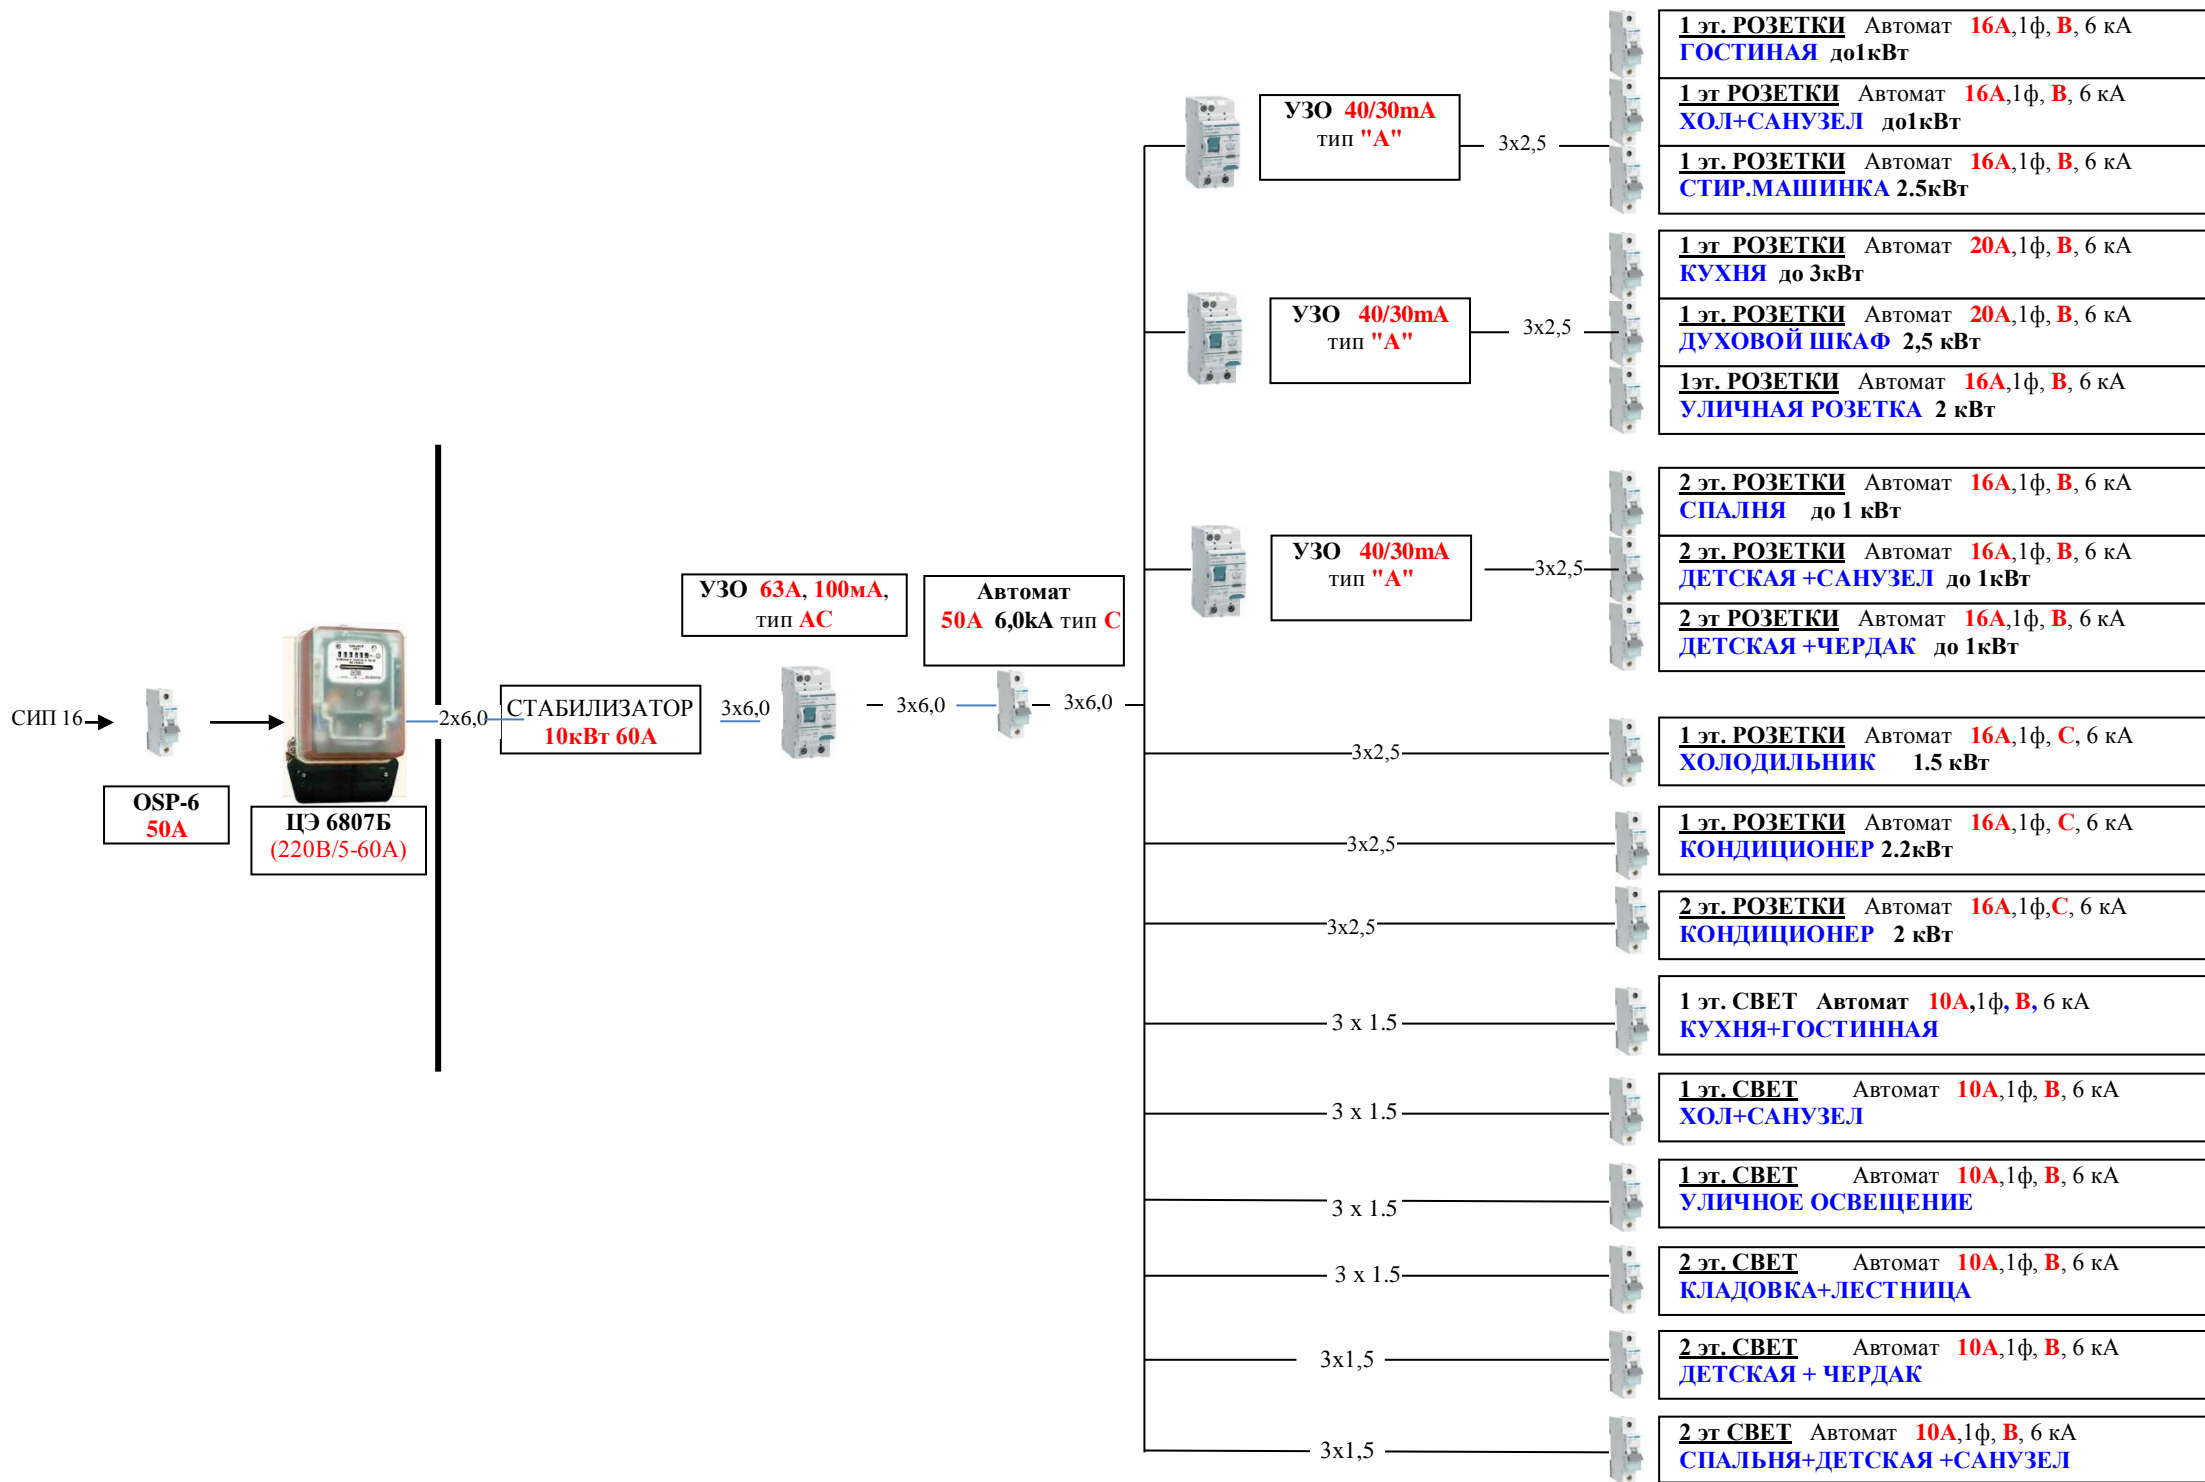 СИП 16
OSP-6
50А
ЦЭ 6807Б
(220В/5-60А)
2х6,0
СТАБИЛИЗАТОР
10кВт 60А
3х6,0
УЗО 63А, 100мА,
тип АС
3х6,0
Автомат
50А 6,0kА тип С
3х6,0
УЗО 40/30mA
тип "А"
3х2,5
1 эт. РОЗЕТКИ Автомат 16А,1ф, В, 6 кА
ГОСТИНАЯ до1кВт
1 эт РОЗЕТКИ Автомат 16А,1ф, В, 6 кА
ХОЛ+САНУЗЕЛ до1кВт
1 эт. РОЗЕТКИ Автомат 16А,1ф, В, 6 кА
СТИР.МАШИНКА 2.5кВт
УЗО 40/30mA
тип "А"
3х2,5
1 эт РОЗЕТКИ Автомат 20А,1ф, В, 6 кА
КУХНЯ до 3кВт
1 эт. РОЗЕТКИ Автомат 20А,1ф, В, 6 кА
ДУХОВОЙ ШКАФ 2,5 кВт
1эт. РОЗЕТКИ Автомат 16А,1ф, В, 6 кА
УЛИЧНАЯ РОЗЕТКА 2 кВт
УЗО 40/30mA
тип "А"
3х2,5
2 эт. РОЗЕТКИ Автомат 16А,1ф, В, 6 кА
СПАЛНЯ до 1 кВт
2 эт. РОЗЕТКИ Автомат 16А,1ф, В, 6 кА
ДЕТСКАЯ +САНУЗЕЛ до 1кВт
2 эт РОЗЕТКИ Автомат 16А,1ф, В, 6 кА
ДЕТСКАЯ +ЧЕРДАК до 1кВт
3х2,5
1 эт. РОЗЕТКИ Автомат 16А,1ф, С, 6 кА
ХОЛОДИЛЬНИК 1.5 кВт
3х2,5
1 эт. РОЗЕТКИ Автомат 16А,1ф, С, 6 кА
КОНДИЦИОНЕР 2.2кВт
3х2,5
2 эт. РОЗЕТКИ Автомат 16А,1ф,С, 6 кА
КОНДИЦИОНЕР 2 кВт
3 х 1.5
1 эт. СВЕТ Автомат 10А,1ф, В, 6 кА
КУХНЯ+ГОСТИННАЯ
3 х 1.5
1 эт. СВЕТ Автомат 10А,1ф, В, 6 кА
ХОЛ+САНУЗЕЛ
3 х 1.5
1 эт. СВЕТ Автомат 10А,1ф, В, 6 кА
УЛИЧНОЕ ОСВЕЩЕНИЕ
3 х 1.5
2 эт. СВЕТ Автомат 10А,1ф, В, 6 кА
КЛАДОВКА+ЛЕСТНИЦА
3х1,5
2 эт. СВЕТ Автомат 10А,1ф, В, 6 кА
ДЕТСКАЯ + ЧЕРДАК
3х1,5
2 эт СВЕТ Автомат 10А,1ф, В, 6 кА
СПАЛЬНЯ+ДЕТСКАЯ +САНУЗЕЛ